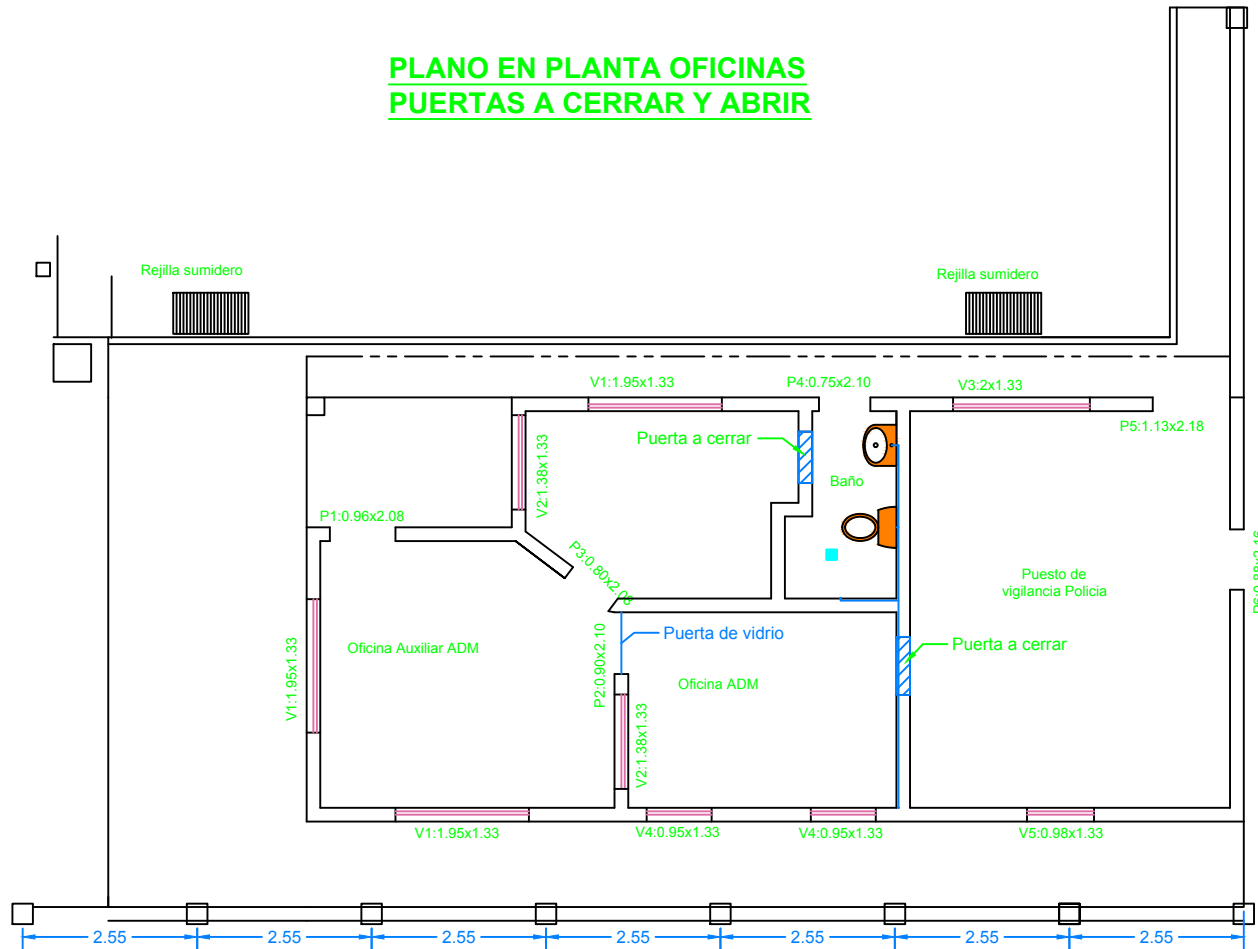 PLANO EN PLANTA OFICINAS
PUERTAS A CERRAR Y ABRIR
Rejilla sumidero
Rejilla sumidero
V1:1.95x1.33
P4:0.75x2.10
V3:2x1.33
P5:1.13x2.18
Puerta a cerrar
V2:1.38x1.33
Baño
P1:0.96x2.08
P3:0.80x2.08
Puesto de
vigilancia Policia
P6:0.88x2.16
Puerta de vidrio
Puerta a cerrar
Oficina Auxiliar ADM
P2:0.90x2.10
Oficina ADM
V1:1.95x1.33
V2:1.38x1.33
V1:1.95x1.33
V4:0.95x1.33
V4:0.95x1.33
V5:0.98x1.33
2.55
2.55
2.55
2.55
2.55
2.55
2.55